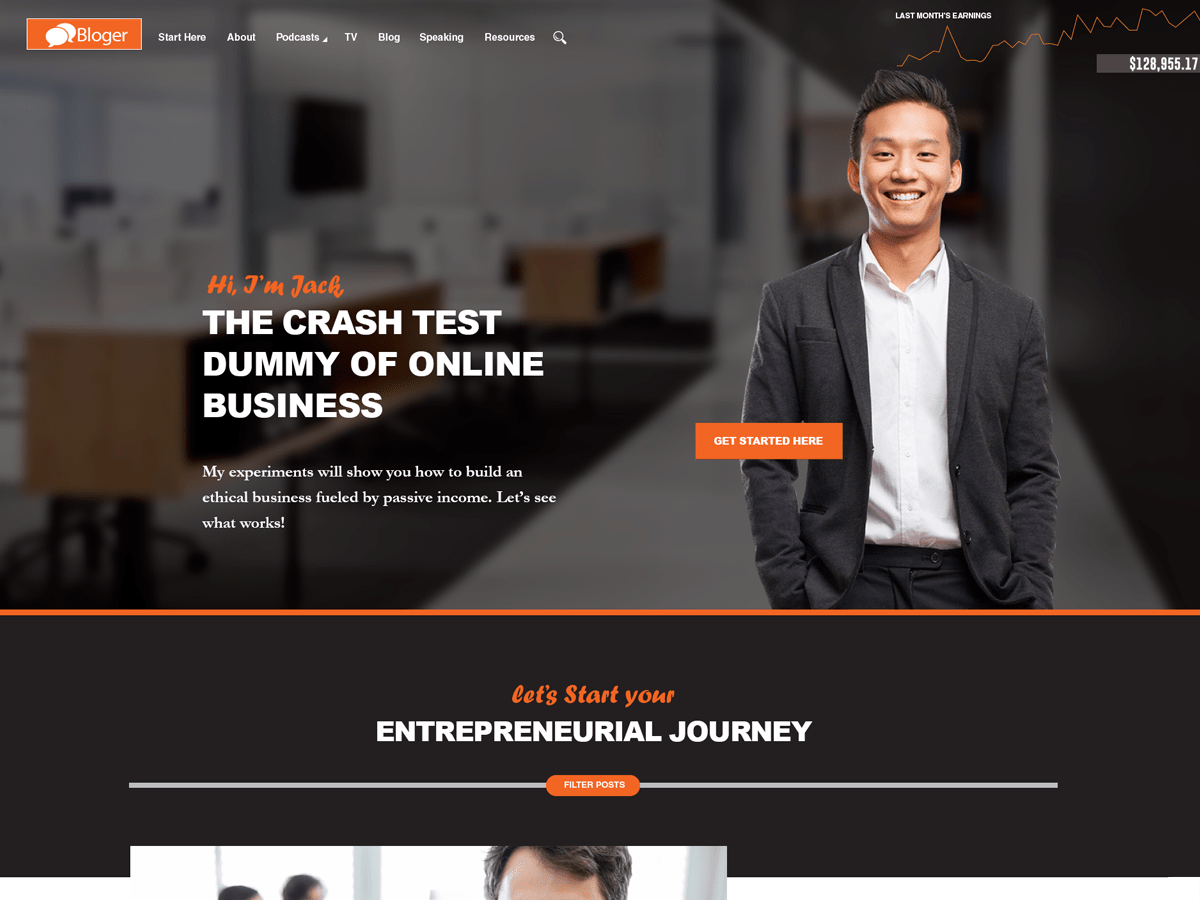 Bloger
Start Here
About
Podcasts
TV
Blog
Speaking
Resources
LAST MONTH'S EARNINGS
$128,955.17
Hi, I'm Jack
THE CRASH TEST
DUMMY OF ONLINE
BUSINESS
My experiments will show you how to build an
ethical business fueled by passive income. Let's see
what works!
GET STARTED HERE
let's Start your
ENTREPRENEURIAL JOURNEY
FILTER POSTS